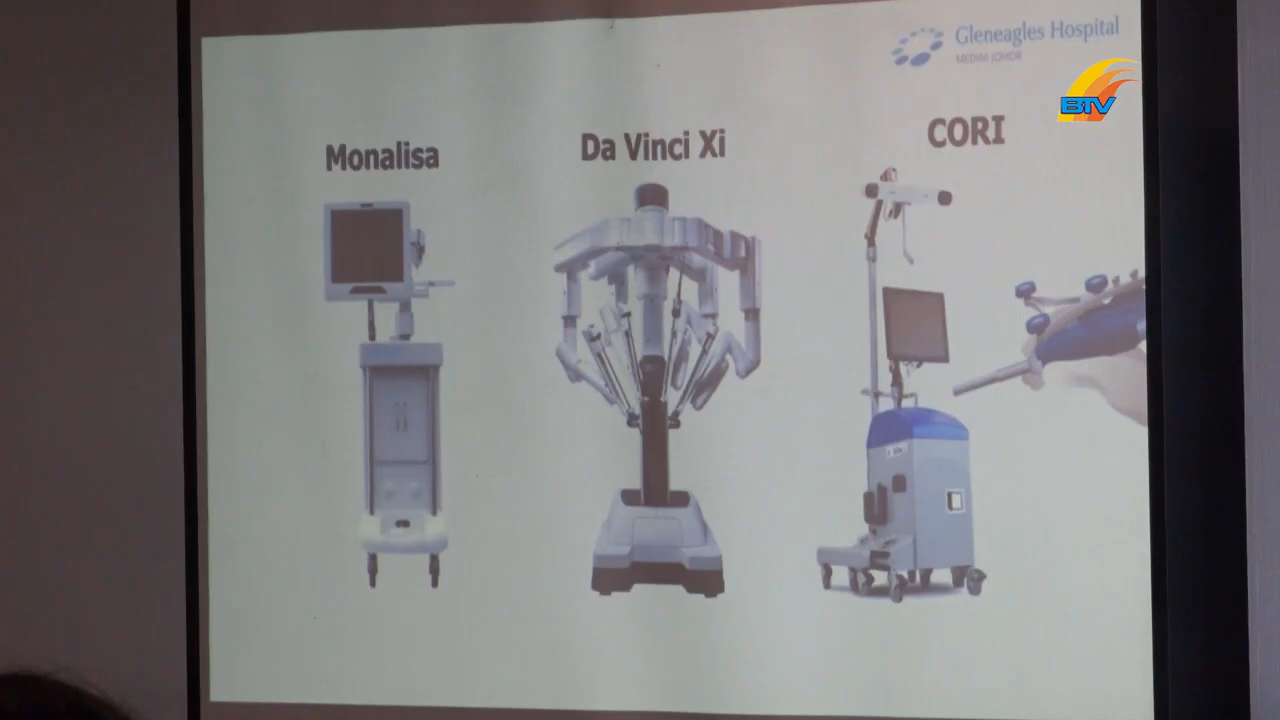 Gleneagles Hospital
MEDINI JOHOR
BTV
Monalisa
Da Vinci Xi
CORI